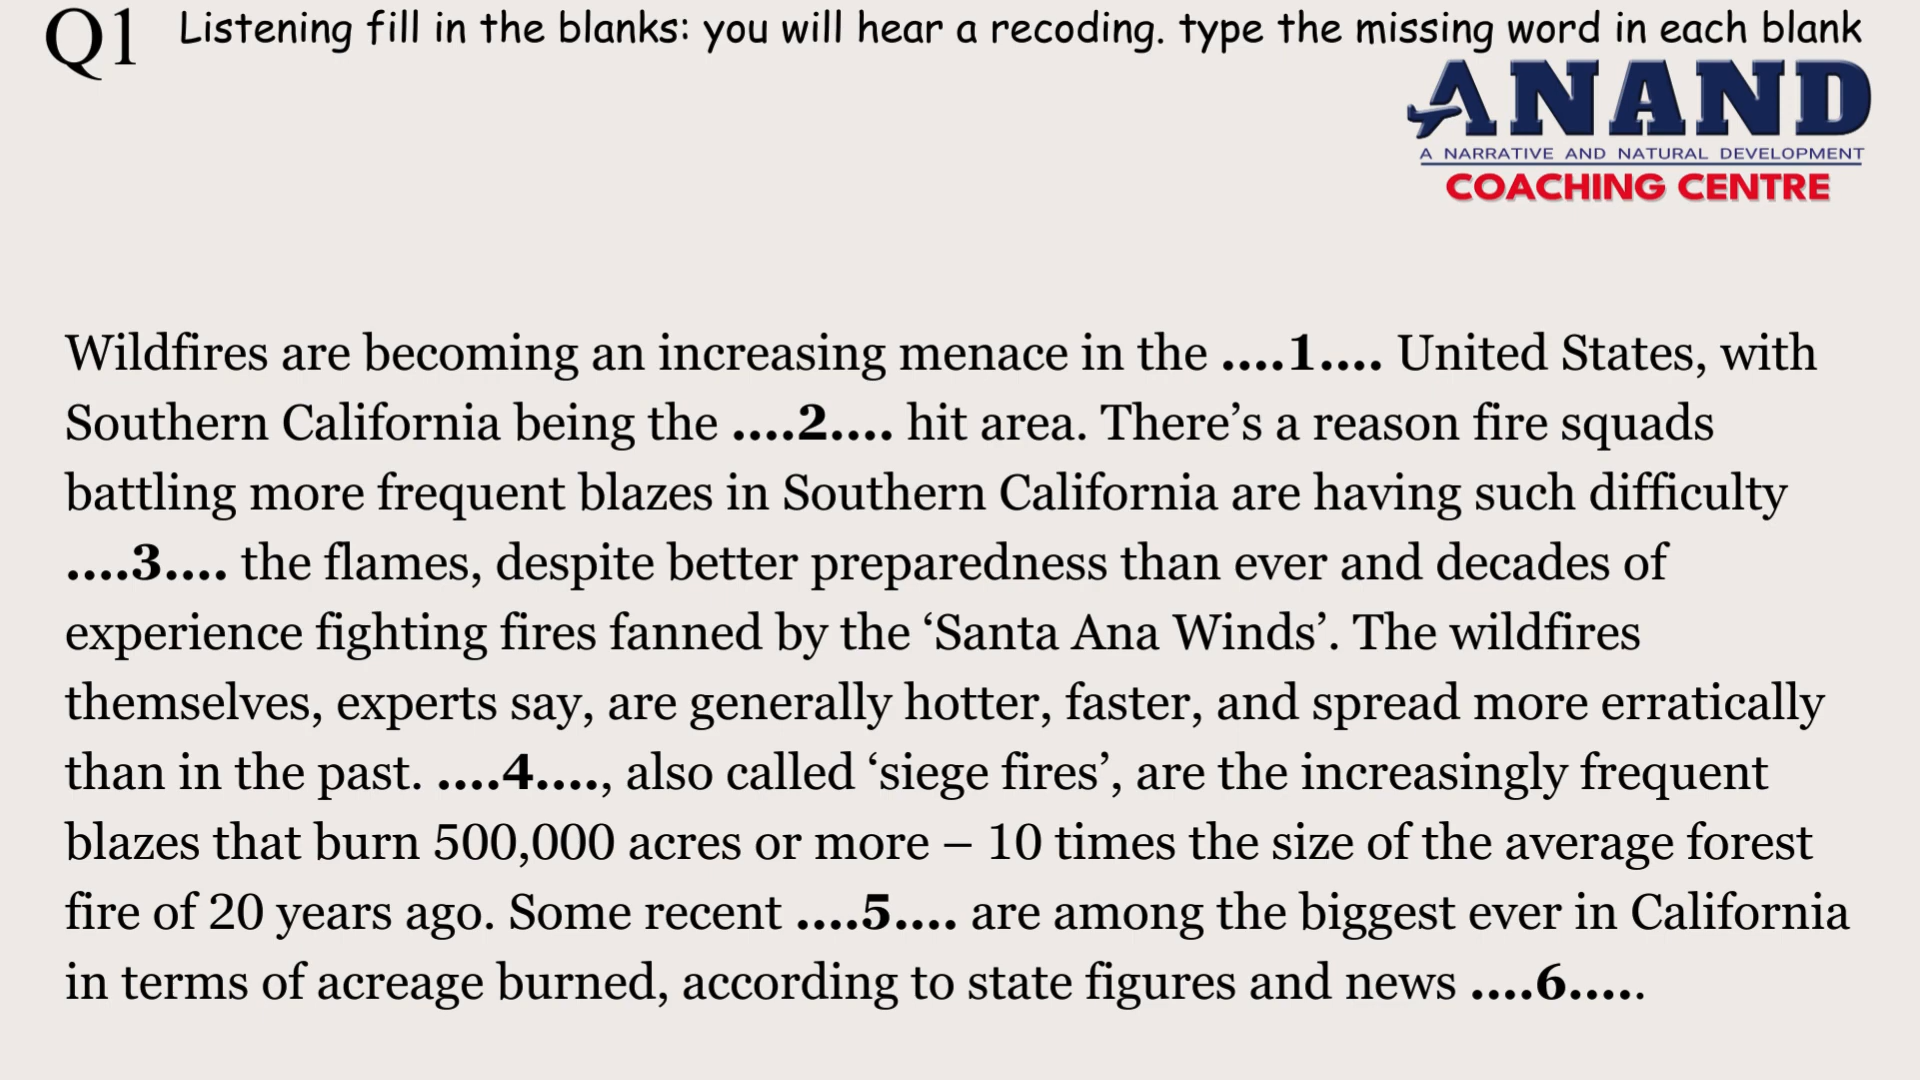 Q1 Listening fill in the blanks: you will hear a recoding. type the missing word in each blank
ANAND
A NARRATIVE AND NATURAL DEVELOPMENT
COACHING CENTRE
Wildfires are becoming an increasing menace in the ....1.... United States, with
Southern California being the ....2.... hit area. There’s a reason fire squads
battling more frequent blazes in Southern California are having such difficulty
....3.... the flames, despite better preparedness than ever and decades of
experience fighting fires fanned by the ‘Santa Ana Winds’. The wildfires
themselves, experts say, are generally hotter, faster, and spread more erratically
than in the past. ....4...., also called ‘siege fires’, are the increasingly frequent
blazes that burn 500,000 acres or more – 10 times the size of the average forest
fire of 20 years ago. Some recent ....5.... are among the biggest ever in California
in terms of acreage burned, according to state figures and news ....6.....